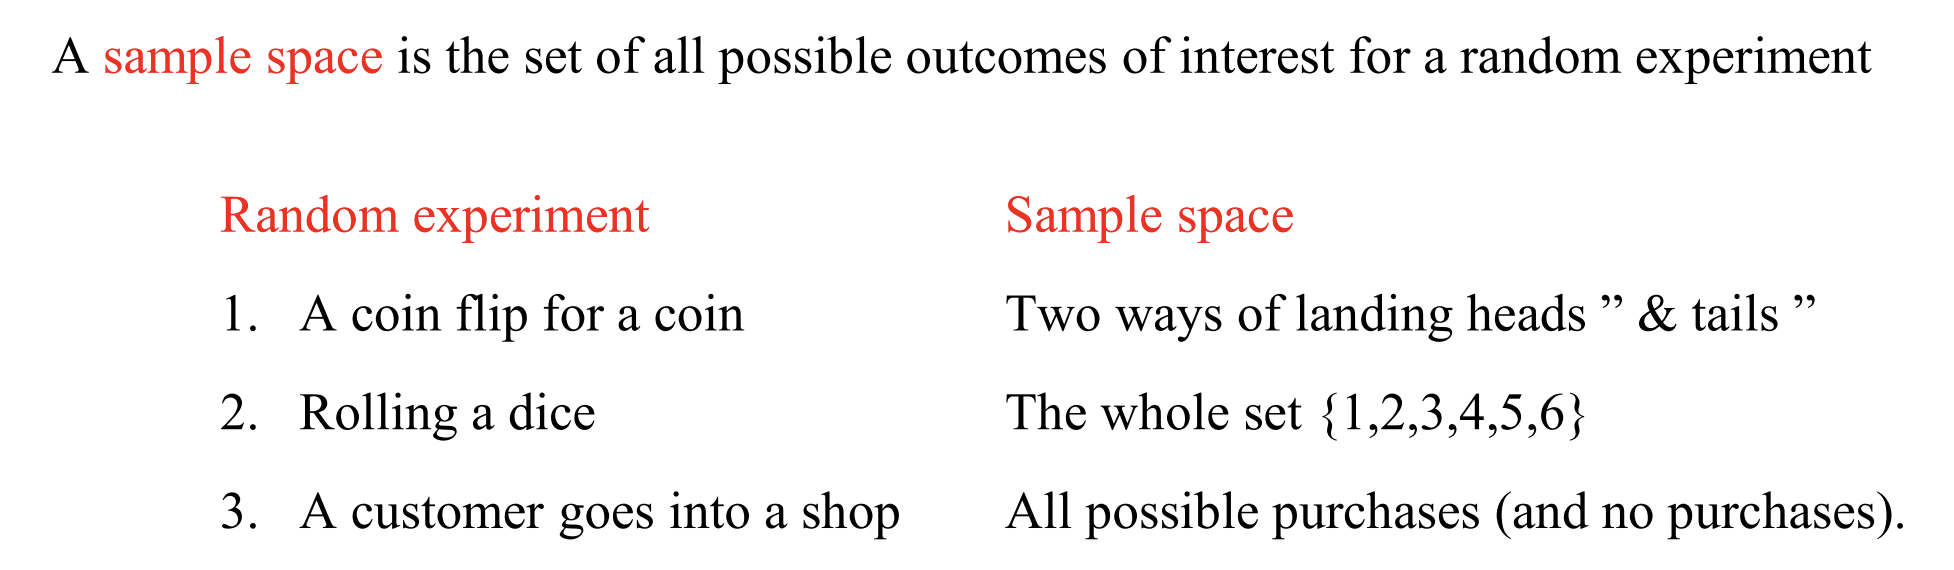 A sample space is the set of all possible outcomes of interest for a random experiment
Random experiment Sample space
1. A coin flip for a coin Two ways of landing heads ” & tails ”
2. Rolling a dice The whole set {1,2,3,4,5,6}
3. A customer goes into a shop All possible purchases (and no purchases).